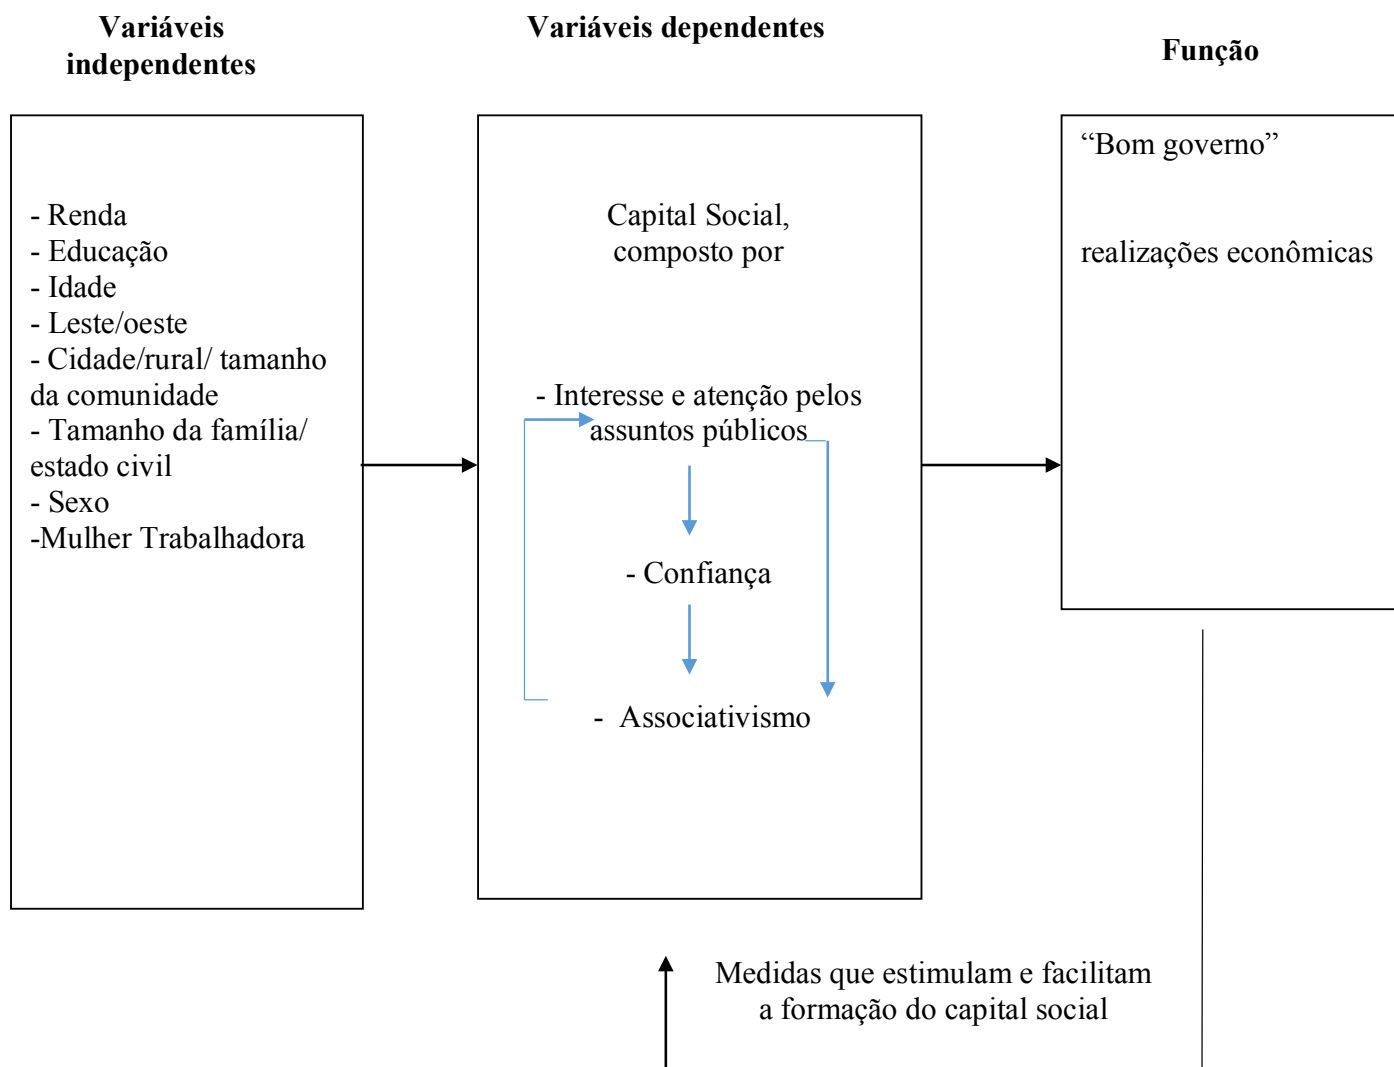 Variáveis
independentes
Variáveis dependentes
Função
- Renda
- Educação
- Idade
- Leste/oeste
- Cidade/rural/ tamanho
da comunidade
- Tamanho da família/
estado civil
- Sexo
-Mulher Trabalhadora
Capital Social,
composto por
- Interesse e atenção pelos
assuntos públicos
- Confiança
- Associativismo
“Bom governo”
realizações econômicas
Medidas que estimulam e facilitam
a formação do capital social